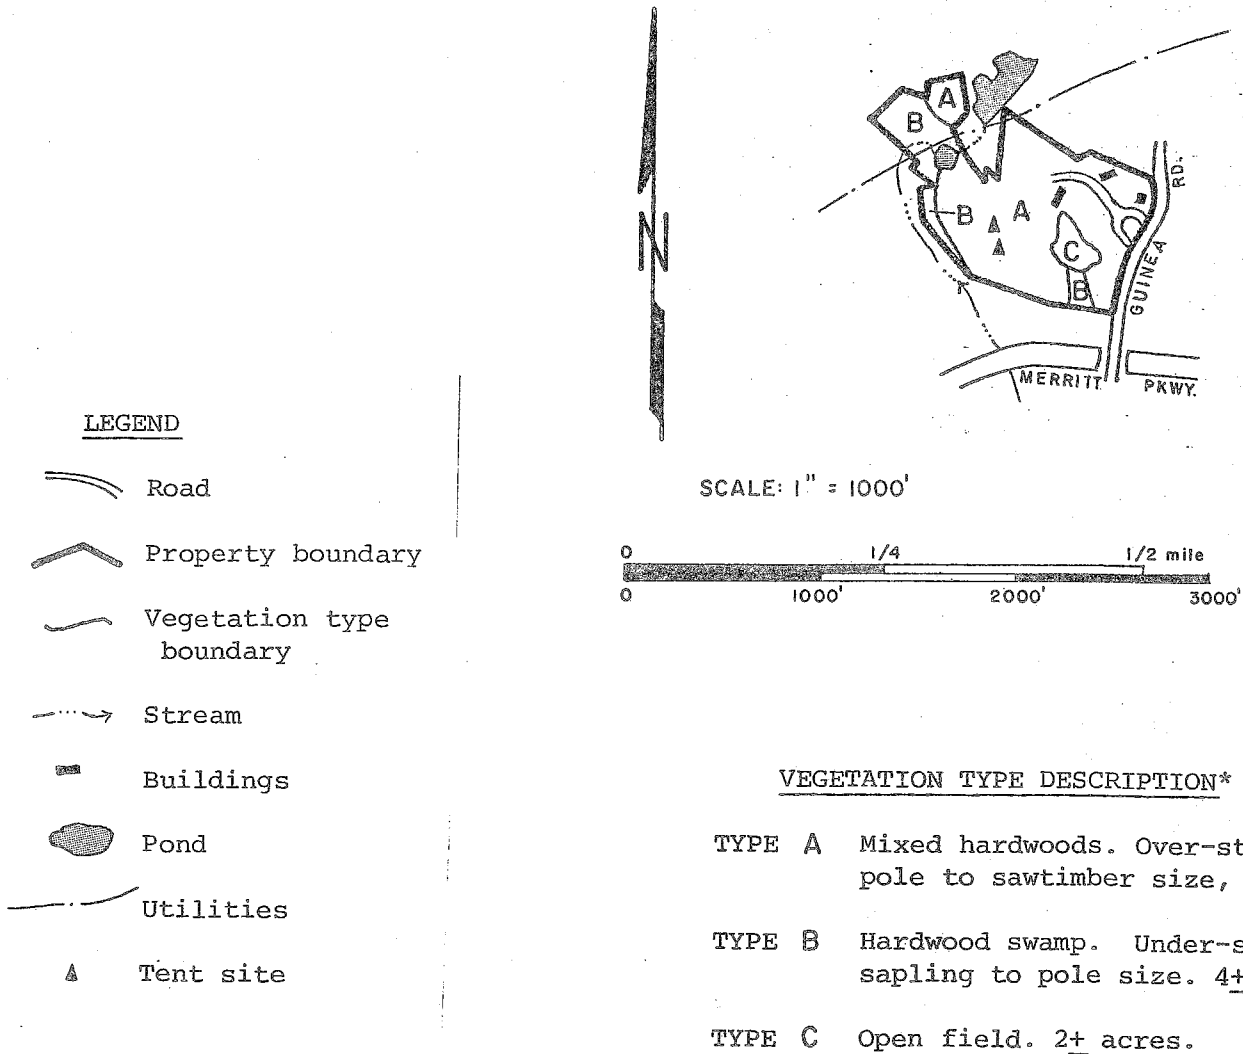 A
B
B
A
C
B
RD.
GUINEA
MERRITT PKWY.
N
SCALE: 1" = 1000'
0 1/4 1/2 mile
0 1000' 2000' 3000'
LEGEND
Road
Property boundary
Vegetation type
boundary
Stream
Buildings
Pond
Utilities
Tent site
VEGETATION TYPE DESCRIPTION*
TYPE A Mixed hardwoods. Over-st
pole to sawtimber size,
TYPE B Hardwood swamp. Under-s
sapling to pole size. 4±
TYPE C Open field. 2± acres.